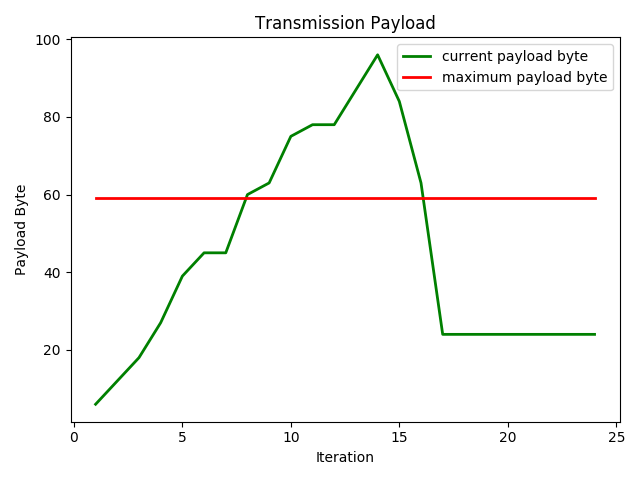 Transmission Payload
current payload byte
maximum payload byte
Payload Byte
100
80
60
40
20
0 5 10 15 20 25
Iteration